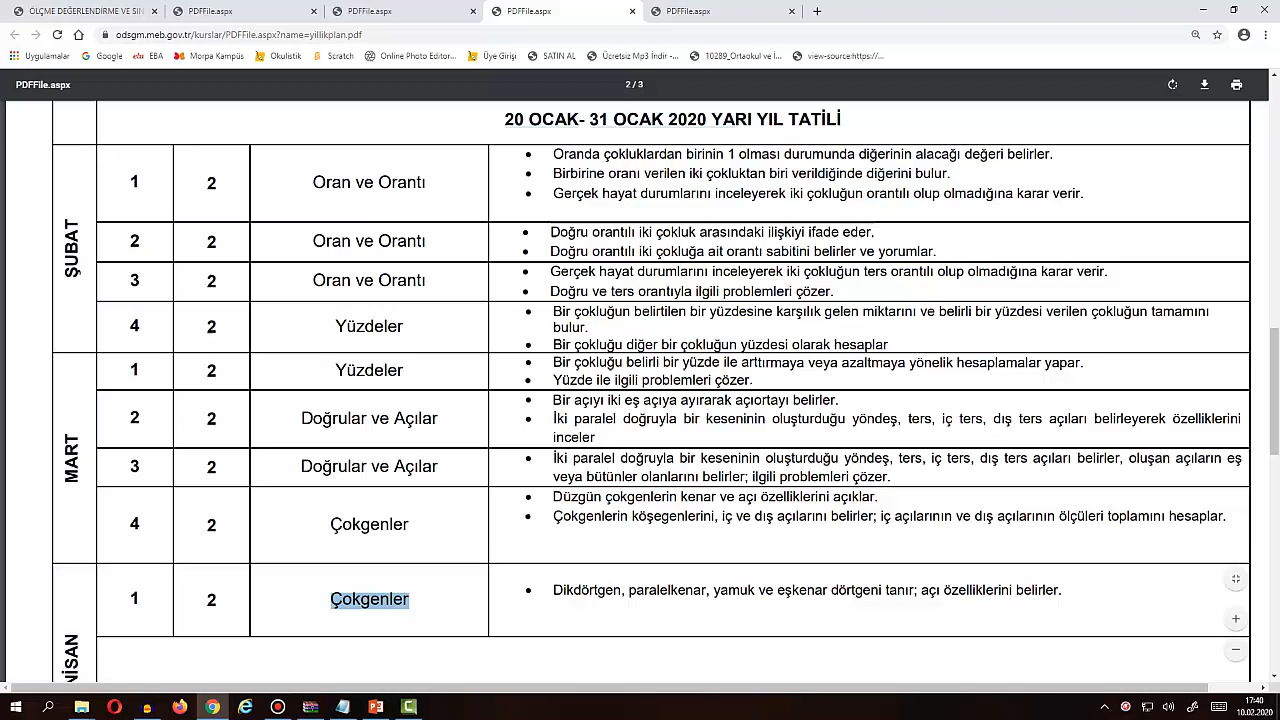 ÖLÇME DEĞERLENDİRME VE SIN
PDFFile.aspx
PDFFile.aspx
PDFFile.aspx
PDFFile.aspx
odsgm.meb.gov.tr/kurslar/PDFFile.aspx?name=yillikplan.pdf
Uygulamalar
Google
EBA
Morpa Kampüs
Okulistik
Scratch
Online Photo Editor...
Üye Girişi
SATIN AL
Ücretsiz Mp3 İndir -...
10289_Ortaokul ve İ...
view-source:https://...
PDFFile.aspx
2 / 3
20 OCAK- 31 OCAK 2020 YARI YIL TATİLİ
ŞUBAT
1 2 Oran ve Orantı
• Oranda çokluklardan birinin 1 olması durumunda diğerinin alacağı değeri belirler.
• Birbirine oranı verilen iki çokluktan biri verildiğinde diğerini bulur.
• Gerçek hayat durumlarını inceleyerek iki çokluğun orantılı olup olmadığına karar verir.
2 2 Oran ve Orantı
• Doğru orantılı iki çokluk arasındaki ilişkiyi ifade eder.
• Doğru orantılı iki çokluğa ait orantı sabitini belirler ve yorumlar.
3 2 Oran ve Orantı
• Gerçek hayat durumlarını inceleyerek iki çokluğun ters orantılı olup olmadığına karar verir.
• Doğru ve ters orantıyla ilgili problemleri çözer.
4 2 Yüzdeler
• Bir çokluğun belirtilen bir yüzdesine karşılık gelen miktarını ve belirli bir yüzdesi verilen çokluğun tamamını
bulur.
• Bir çokluğu diğer bir çokluğun yüzdesi olarak hesaplar
MART
1 2 Yüzdeler
• Bir çokluğu belirli bir yüzde ile arttırmaya veya azaltmaya yönelik hesaplamalar yapar.
• Yüzde ile ilgili problemleri çözer.
2 2 Doğrular ve Açılar
• Bir açıyı iki eş açıya ayırarak açıortayı belirler.
• İki paralel doğruyla bir keseninin oluşturduğu yöndeş, ters, iç ters, dış ters açıları belirleyerek özelliklerini
inceler
3 2 Doğrular ve Açılar
• İki paralel doğruyla bir keseninin oluşturduğu yöndeş, ters, iç ters, dış ters açıları belirler, oluşan açıların eş
veya bütünler olanlarını belirler; ilgili problemleri çözer.
4 2 Çokgenler
• Düzgün çokgenlerin kenar ve açı özelliklerini açıklar.
• Çokgenlerin köşegenlerini, iç ve dış açılarını belirler; iç açılarının ve dış açılarının ölçüleri toplamını hesaplar.
NİSAN
1 2 Çokgenler
• Dikdörtgen, paralelkenar, yamuk ve eşkenar dörtgeni tanır; açı özelliklerini belirler.
17:40
10.02.2020